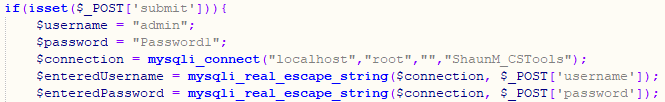 if(isset($_POST['submit'])){
$username = "admin";
$password = "Password1";
$connection = mysqli_connect("localhost","root","","ShaunM_CSTools");
$enteredUsername = mysqli_real_escape_string($connection, $_POST['username']);
$enteredPassword = mysqli_real_escape_string($connection, $_POST['password']);